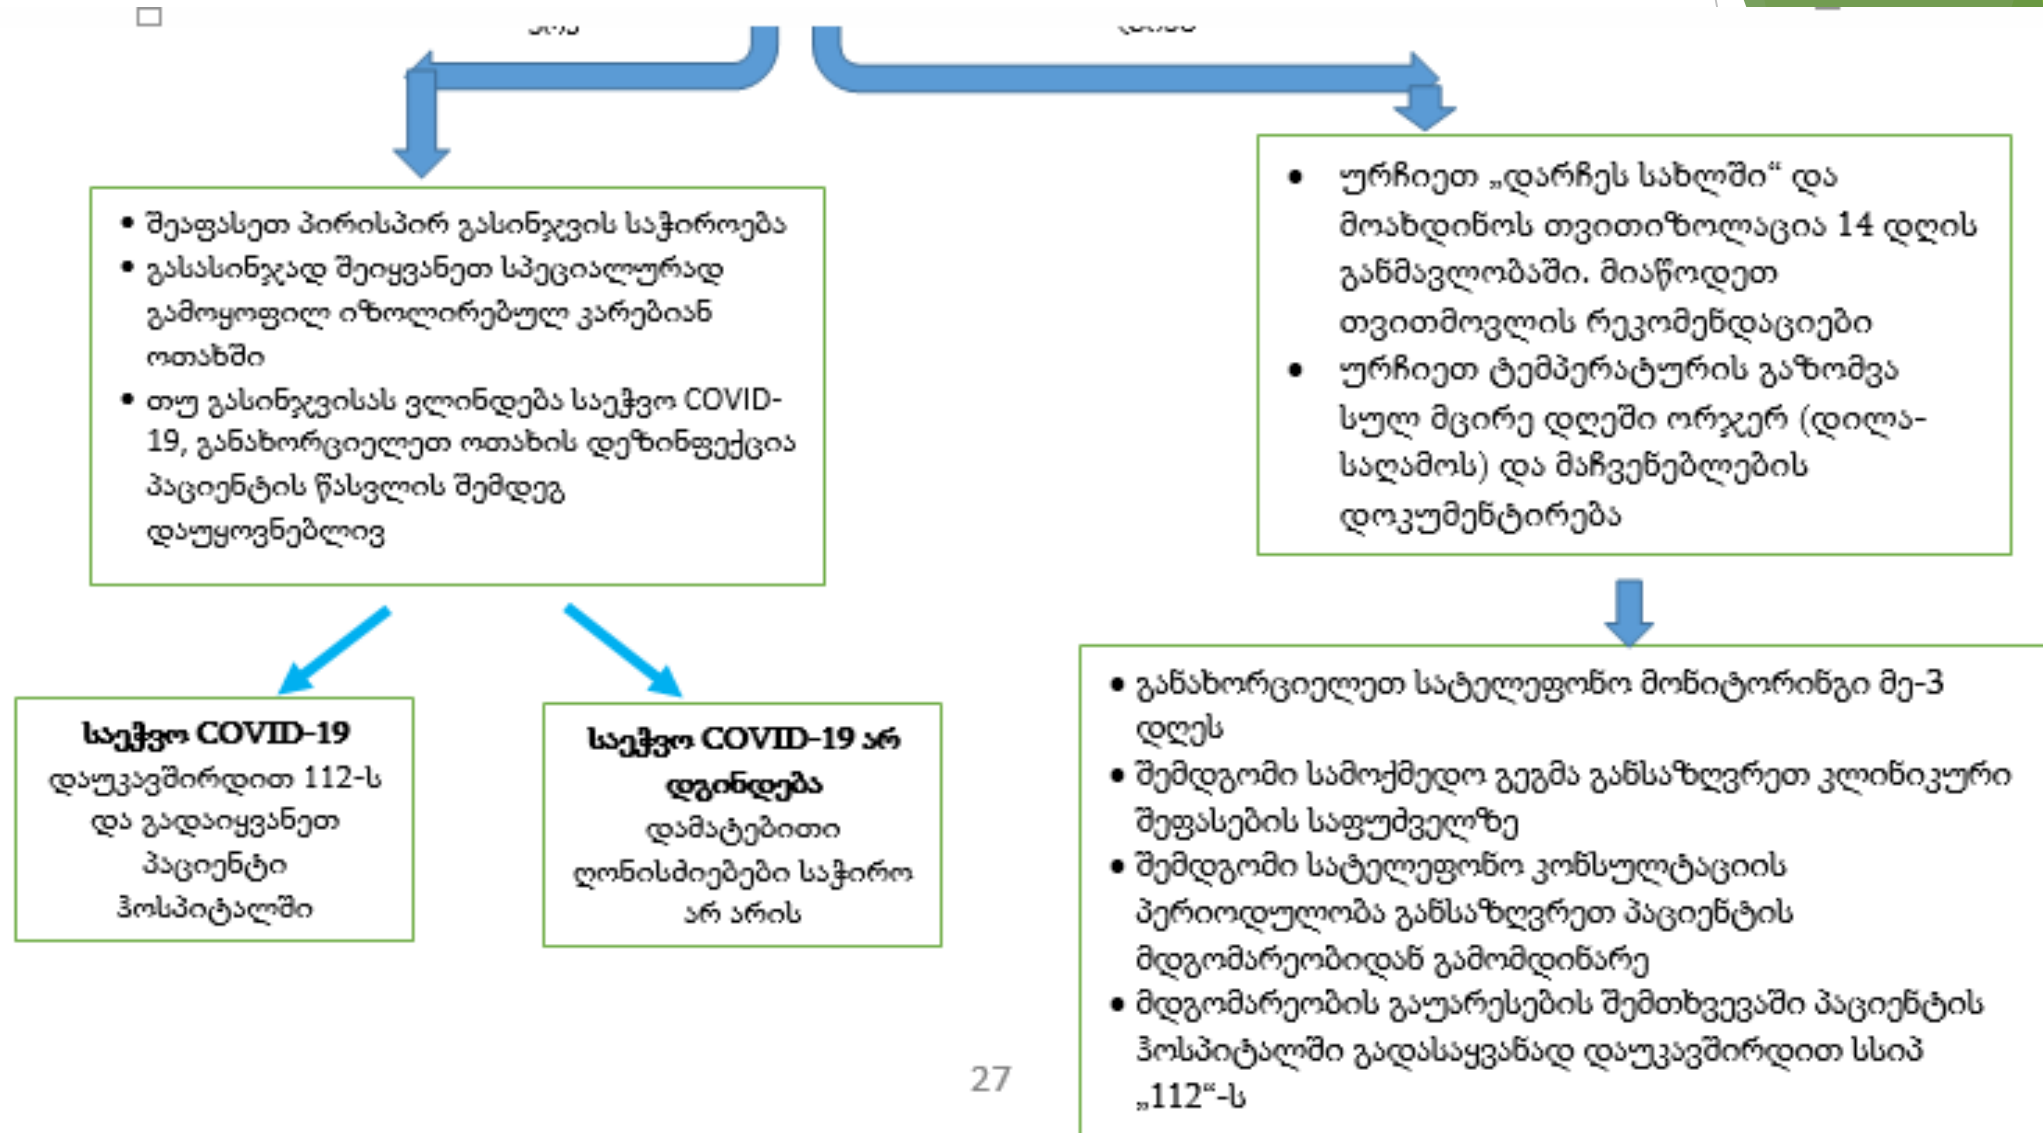 • შეაფასეთ პირისპირ გასინჯვის საჭიროება
• გასასინჯად შეიყვანეთ სპეციალურად
გამოყოფილ იზოლირებულ კარებიან
ოთახში
• თუ გასინჯვისას ვლინდება საეჭვო COVID-
19, განახორციელეთ ოთახის დეზინფექცია
პაციენტის წასვლის შემდეგ
დაუყოვნებლივ
საეჭვო COVID-19
დაუკავშირდით 112-ს
და გადაიყვანეთ
პაციენტი
ჰოსპიტალში
საეჭვო COVID-19 არ
დგინდება
დამატებითი
ღონისძიებები საჭირო
არ არის
• ურჩიეთ „დარჩეს სახლში“ და
მოახდინოს თვითიზოლაცია 14 დღის
განმავლობაში. მიაწოდეთ
თვითმოვლის რეკომენდაციები
• ურჩიეთ ტემპერატურის გაზომვა
სულ მცირე დღეში ორჯერ (დილა-
საღამოს) და მაჩვენებლების
დოკუმენტირება
• განახორციელეთ სატელეფონო მონიტორინგი მე-3
დღეს
• შემდგომი სამოქმედო გეგმა განსაზღვრეთ კლინიკური
შეფასების საფუძველზე
• შემდგომი სატელეფონო კონსულტაციის
პერიოდულობა განსაზღვრეთ პაციენტის
მდგომარეობიდან გამომდინარე
• მდგომარეობის გაუარესების შემთხვევაში პაციენტის
ჰოსპიტალში გადასაყვანად დაუკავშირდით სსიპ
„112“-ს
27